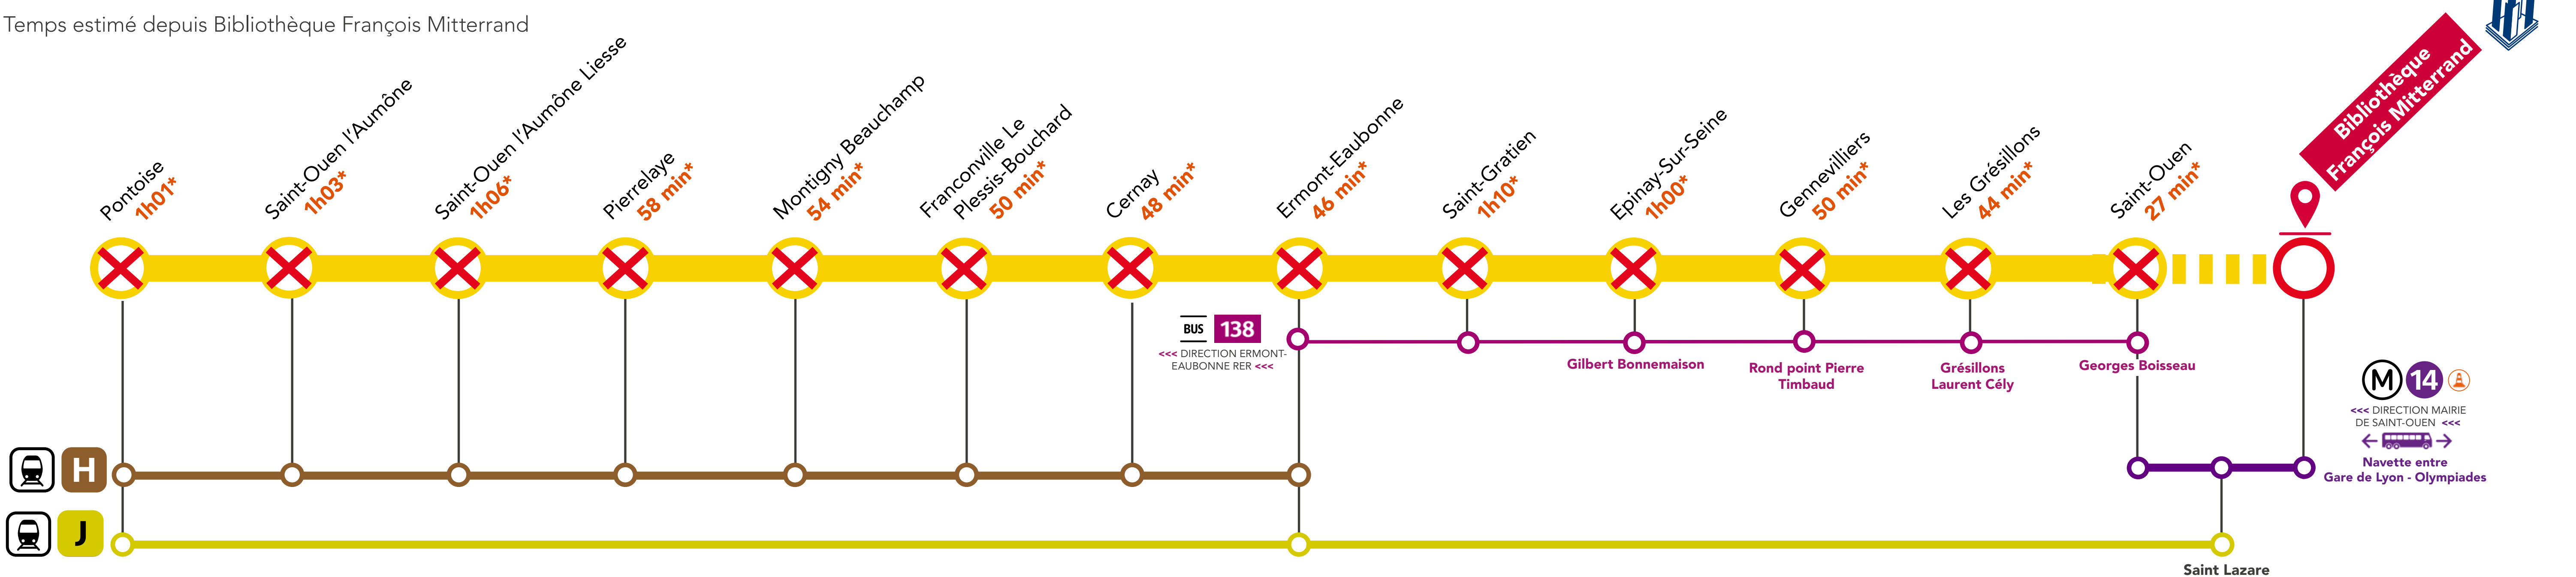 Temps estimé depuis Bibliothèque François Mitterrand
Pontoise
1h01*
Saint-Ouen l'Aumône
1h03*
Saint-Ouen l'Aumône Liesse
1h06*
Pierrelaye
58 min*
Montigny Beauchamp
54 min*
Franconville Le
Plessis-Bouchard
50 min*
Cernay
48 min*
Ermont-Eaubonne
46 min*
Saint-Gratien
1h10*
Epinay-Sur-Seine
1h00*
Gennevilliers
50 min*
Les Grésillons
44 min*
Saint-Ouen
27 min*
Bibliothèque
François Mitterrand
BUS 138
<<< DIRECTION ERMONT-
EAUBONNE RER <<<
Gilbert Bonnemaison
Rond point Pierre
Timbaud
Grésillons
Laurent Cély
Georges Boisseau
M 14
<<< DIRECTION MAIRIE
DE SAINT-OUEN <<<
Navette entre
Gare de Lyon - Olympiades
H
J
Saint Lazare